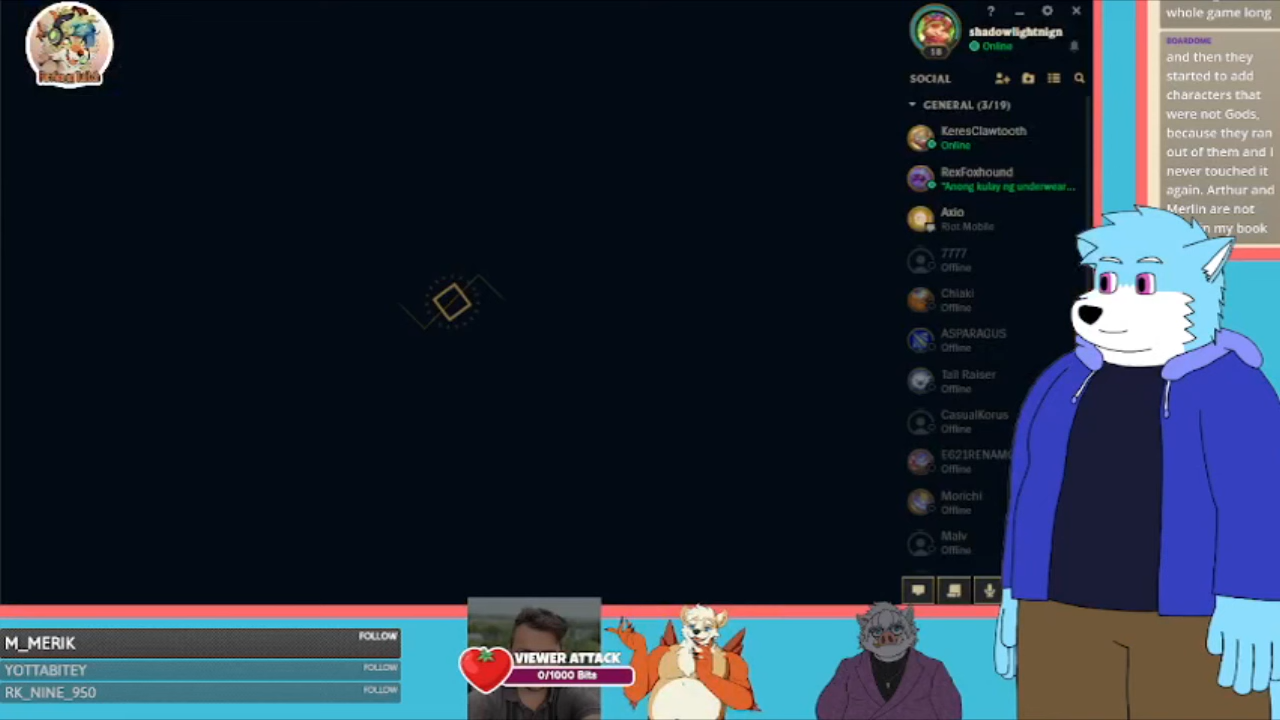 whole game long
BOARDOMG
and then they
started to add
characters that
were not Gods,
because they ran
out of them and I
never touched it
again. Arthur and
Merlin are not
my book
?
shadowlightnign
18
Online
SOCIAL
GENERAL (3/19)
KeresClawtooth
Online
RexFoxhound
"Anong kulay ng underwear...
Axio
Riot Mobile
7777
Offline
Chiaki
Offline
ASPARAGUS
Offline
Tall Raiser
Offline
CasualKorus
Offline
E621RENAM
Offline
Morichi
Offline
Malv
Offline
M_MERIK
FOLLOW
YOTTABITEY
FOLLOW
RK_NINE_950
FOLLOW
VIEWER ATTACK
0/1000 Bits